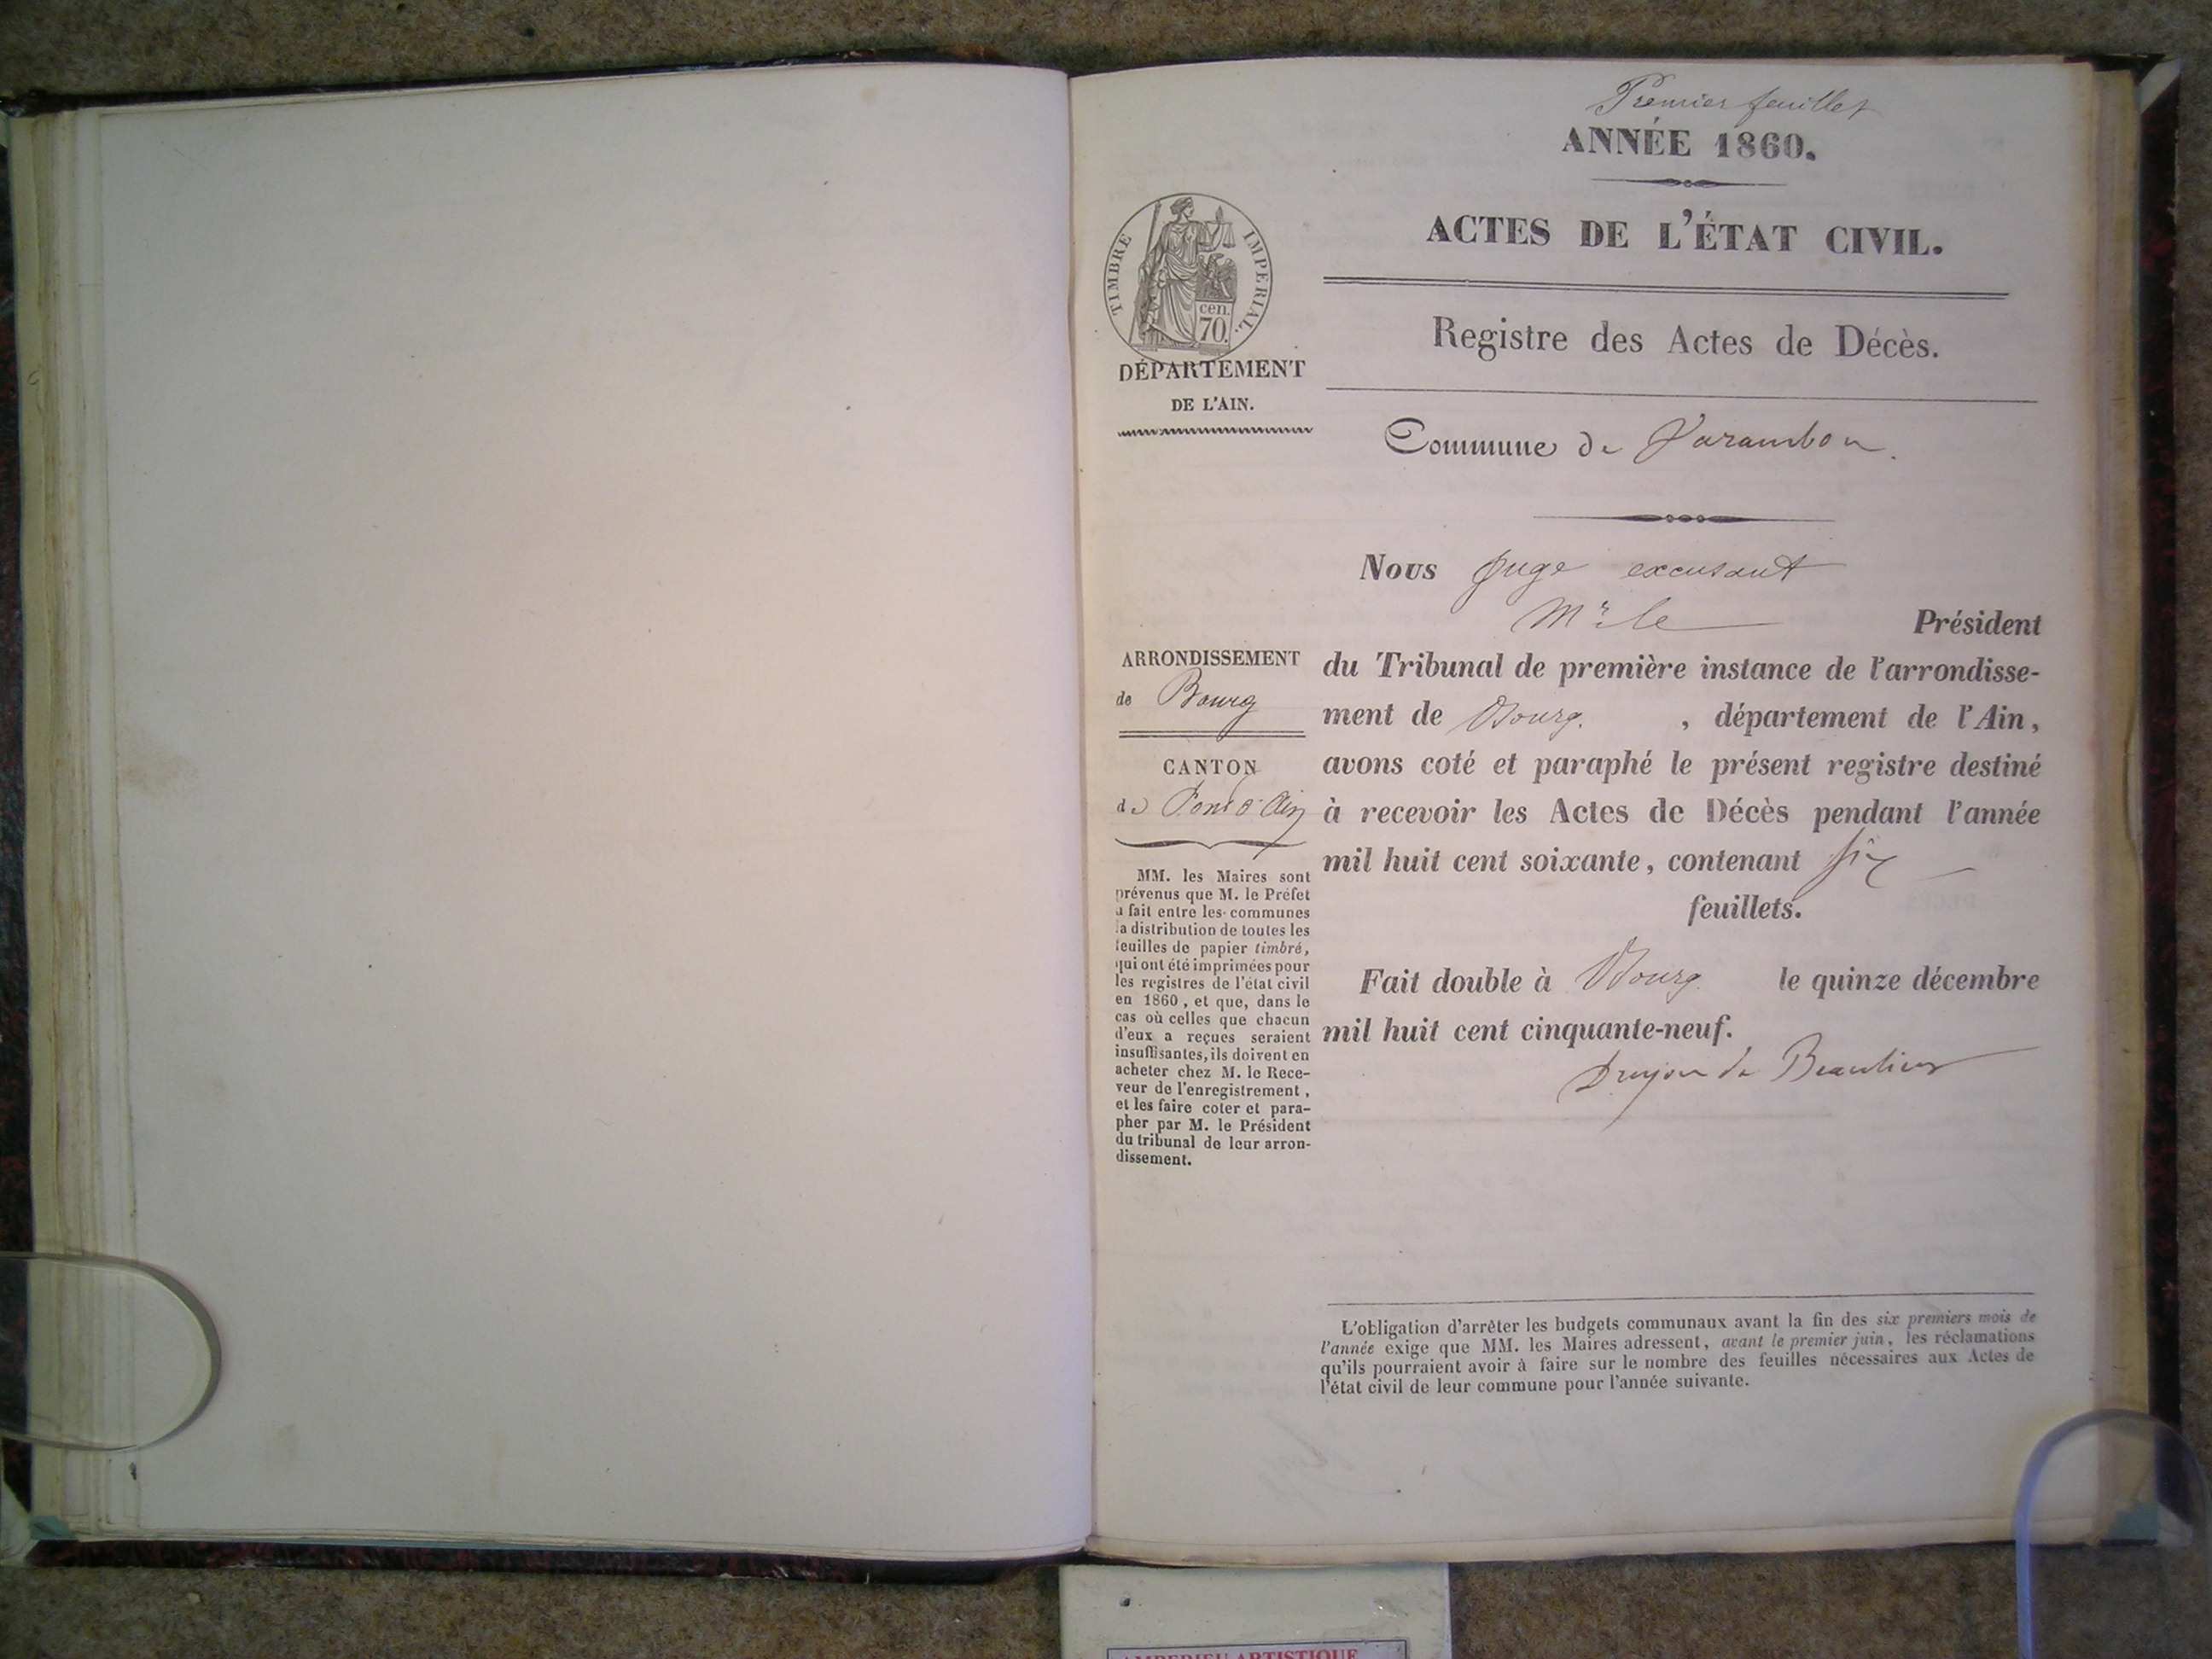 Premier feuillet
ANNÉE 1860.
ACTES DE L'ÉTAT CIVIL.
TIMBRE IMPERIAL.
cen.
70.
DÉPARTEMENT
DE L'AIN.
Registre des Actes de Décès.
Commune de Varambon.
Nous Juge excusant
Mr le Président
du Tribunal de première instance de l'arrondisse-
ment de Bourg. , département de l'Ain,
avons coté et paraphé le présent registre destiné
à recevoir les Actes de Décès pendant l'année
mil huit cent soixante, contenant six
feuillets.
Fait double à Bourg le quinze décembre
mil huit cent cinquante-neuf.
Drujon de Beaulieu
ARRONDISSEMENT
de Bourg
CANTON
de Pont d'Ain
MM. les Maires sont
prévenus que M. le Préfet
a fait entre les communes
la distribution de toutes les
feuilles de papier timbré,
qui ont été imprimées pour
les registres de l'état civil
en 1860, et que, dans le
cas où celles que chacun
d'eux a reçues seraient
insuffisantes, ils doivent en
acheter chez M. le Rece-
veur de l'enregistrement,
et les faire coter et para-
pher par M. le Président
du tribunal de leur arron-
dissement.
L'obligation d'arrêter les budgets communaux avant la fin des six premiers mois de
l'année exige que MM. les Maires adressent, avant le premier juin, les réclamations
qu'ils pourraient avoir à faire sur le nombre des feuilles nécessaires aux Actes de
l'état civil de leur commune pour l'année suivante.
AMBERIEU ARTISTIQUE